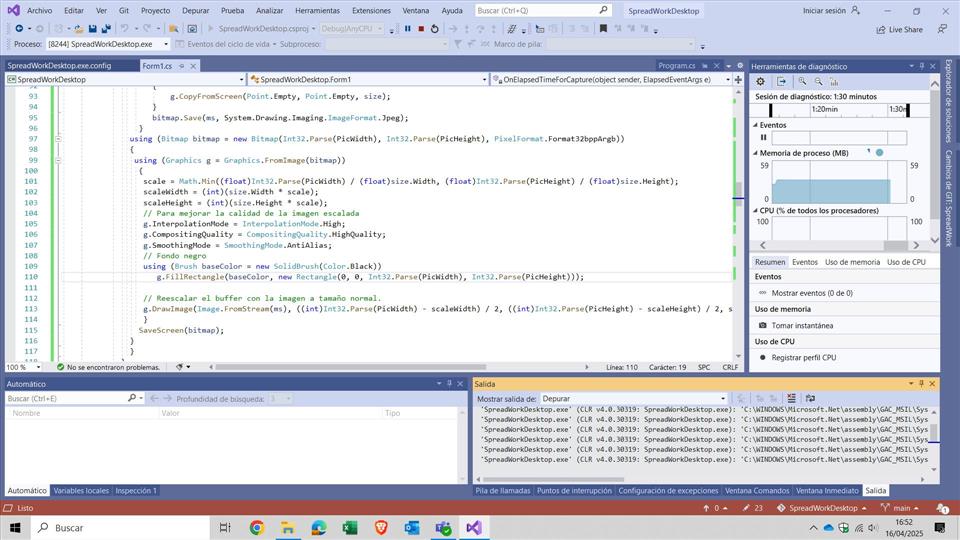 Archivo Editar Ver Git Proyecto Depurar Prueba Analizar Herramientas Extensiones Ventana Ayuda Buscar (Ctrl+Q) SpreadWorkDesktop Iniciar sesión
SpreadWorkDesktop.csproj Debug|AnyCPU Live Share
Proceso: [8244] SpreadWorkDesktop.exe Eventos del ciclo de vida Subproceso: Marco de pila:
SpreadWorkDesktop.exe.config Form1.cs Program.cs
SpreadWorkDesktop SpreadWorkDesktop.Form1 OnElapsedTimeForCapture(object sender, ElapsedEventArgs e)
92 {
93 g.CopyFromScreen(Point.Empty, Point.Empty, size);
94 }
95 bitmap.Save(ms, System.Drawing.Imaging.ImageFormat.Jpeg);
96 }
97 using (Bitmap bitmap = new Bitmap(Int32.Parse(PicWidth), Int32.Parse(PicHeight), PixelFormat.Format32bppArgb))
98 {
99 using (Graphics g = Graphics.FromImage(bitmap))
100 {
101 scale = Math.Min((float)Int32.Parse(PicWidth) / (float)size.Width, (float)Int32.Parse(PicHeight) / (float)size.Height);
102 scaleWidth = (int)(size.Width * scale);
103 scaleHeight = (int)(size.Height * scale);
104 // Para mejorar la calidad de la imagen escalada
105 g.InterpolationMode = InterpolationMode.High;
106 g.CompositingQuality = CompositingQuality.HighQuality;
107 g.SmoothingMode = SmoothingMode.AntiAlias;
108 // Fondo negro
109 using (Brush baseColor = new SolidBrush(Color.Black))
110 g.FillRectangle(baseColor, new Rectangle(0, 0, Int32.Parse(PicWidth), Int32.Parse(PicHeight)));
111
112 // Reescalar el buffer con la imagen a tamaño normal.
113 g.DrawImage(Image.FromStream(ms), ((int)Int32.Parse(PicWidth) - scaleWidth) / 2, ((int)Int32.Parse(PicHeight) - scaleHeight) / 2, s
114 }
115 SaveScreen(bitmap);
116 }
117 }
118 }
100 % No se encontraron problemas. Línea: 110 Carácter: 19 SPC CRLF
Herramientas de diagnóstico
Sesión de diagnóstico: 1:30 minutos
1:20min 1:30m
Eventos
Memoria de proceso (MB)
59 59
0 0
CPU (% de todos los procesadores)
100 100
Resumen Eventos Uso de memoria Uso de CPU
Eventos
Mostrar eventos (0 de 0)
Uso de memoria
Tomar instantánea
Uso de CPU
Registrar perfil CPU
Explorador de soluciones
Cambios de GIT: SpreadWork
Automático
Buscar (Ctrl+E) Profundidad de búsqueda: 3
Nombre Valor Tipo
Automático Variables locales Inspección 1
Salida
Mostrar salida de: Depurar
'SpreadWorkDesktop.exe' (CLR v4.0.30319: SpreadWorkDesktop.exe): 'C:\WINDOWS\Microsoft.Net\assembly\GAC_MSIL\Sys
'SpreadWorkDesktop.exe' (CLR v4.0.30319: SpreadWorkDesktop.exe): 'C:\WINDOWS\Microsoft.Net\assembly\GAC_MSIL\Sys
'SpreadWorkDesktop.exe' (CLR v4.0.30319: SpreadWorkDesktop.exe): 'C:\WINDOWS\Microsoft.Net\assembly\GAC_MSIL\Sys
'SpreadWorkDesktop.exe' (CLR v4.0.30319: SpreadWorkDesktop.exe): 'C:\WINDOWS\Microsoft.Net\assembly\GAC_MSIL\Sys
'SpreadWorkDesktop.exe' (CLR v4.0.30319: SpreadWorkDesktop.exe): 'C:\WINDOWS\Microsoft.Net\assembly\GAC_MSIL\Sys
'SpreadWorkDesktop.exe' (CLR v4.0.30319: SpreadWorkDesktop.exe): 'C:\WINDOWS\Microsoft.Net\assembly\GAC_MSIL\Sys
Pila de llamadas Puntos de interrupción Configuración de excepciones Ventana Comandos Ventana Inmediato Salida
Listo 0 23 SpreadWorkDesktop main 1
Buscar 16:52
16/04/2025